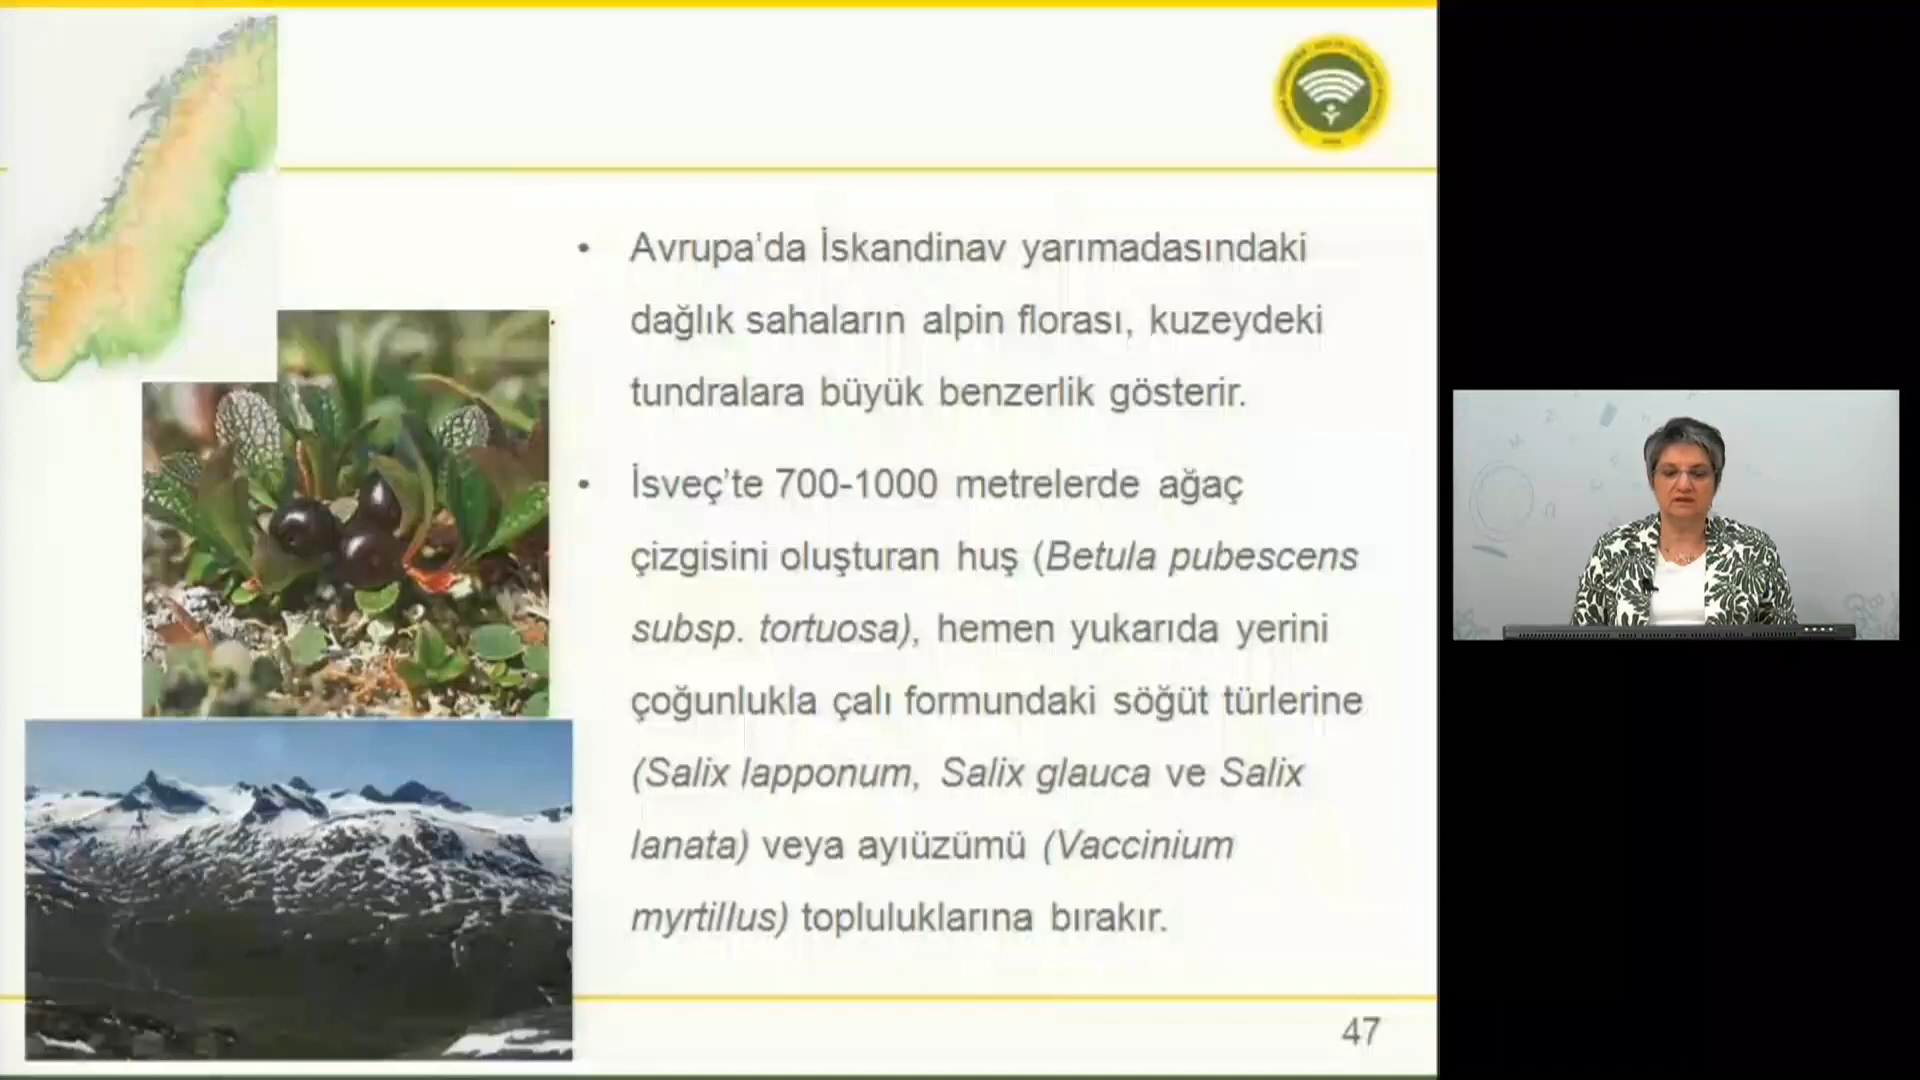 • Avrupa’da İskandinav yarımadasındaki
dağlık sahaların alpin florası, kuzeydeki
tundralara büyük benzerlik gösterir.
• İsveç’te 700-1000 metrelerde ağaç
çizgisini oluşturan huş (Betula pubescens
subsp. tortuosa), hemen yukarıda yerini
çoğunlukla çalı formundaki söğüt türlerine
(Salix lapponum, Salix glauca ve Salix
lanata) veya ayıüzümü (Vaccinium
myrtillus) topluluklarına bırakır.
47